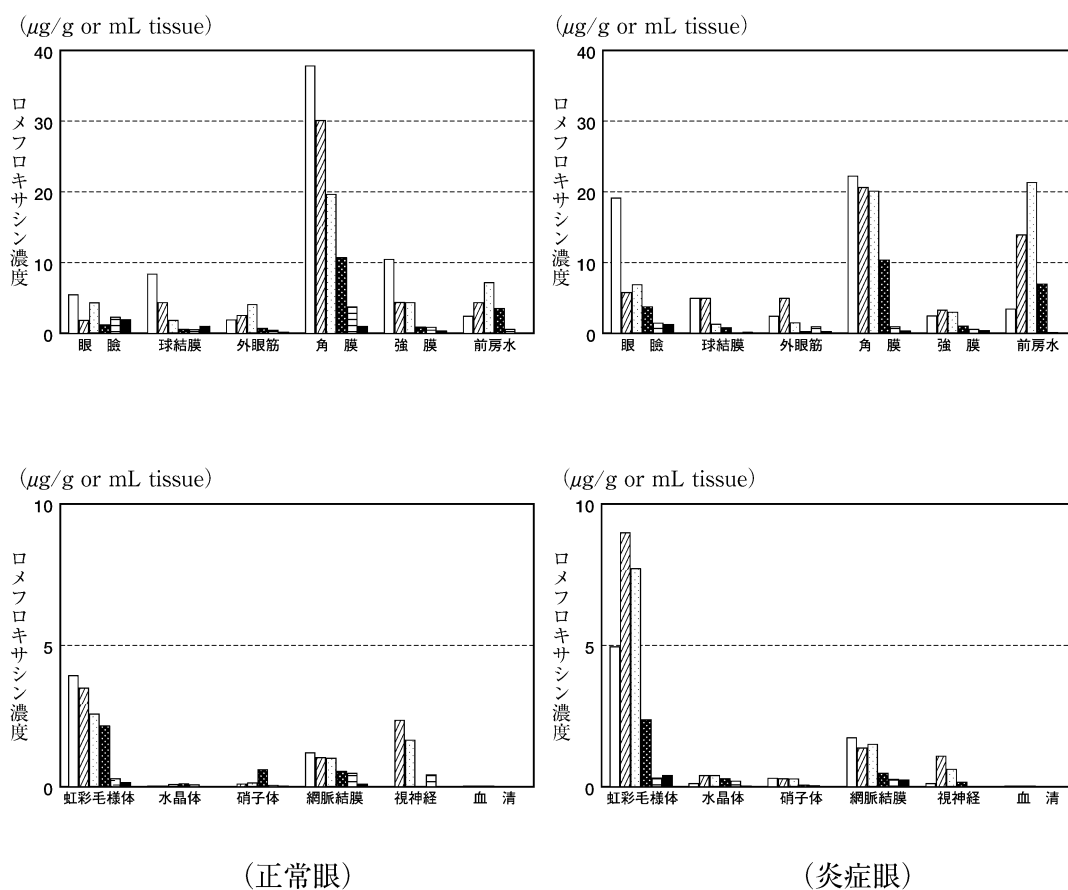 （μg/g or mL tissue）
40
30
20
10
0
ロメフロキサシン濃度
眼 瞼 球結膜 外眼筋 角 膜 強 膜 前房水
（μg/g or mL tissue）
40
30
20
10
0
ロメフロキサシン濃度
眼 瞼 球結膜 外眼筋 角 膜 強 膜 前房水
（μg/g or mL tissue）
10
5
0
ロメフロキサシン濃度
虹彩毛様体 水晶体 硝子体 網脈結膜 視神経 血 清
（正常眼）
（μg/g or mL tissue）
10
5
0
ロメフロキサシン濃度
虹彩毛様体 水晶体 硝子体 網脈結膜 視神経 血 清
（炎症眼）